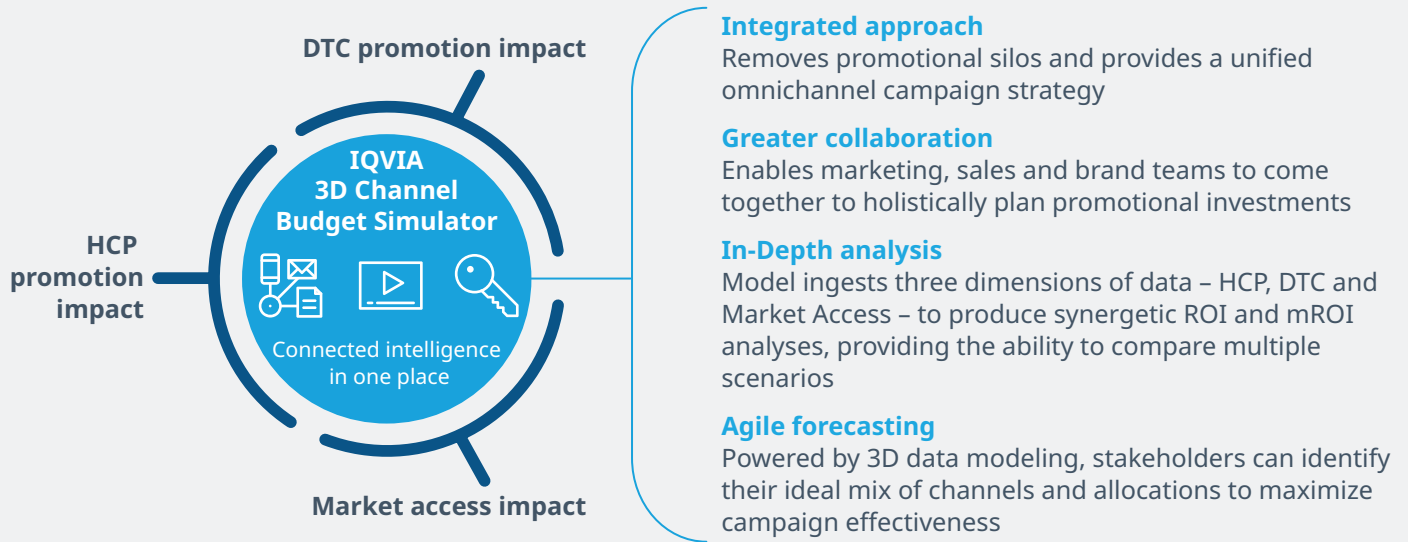 DTC promotion impact
HCP
promotion
impact
IQVIA
3D Channel
Budget Simulator
Connected intelligence
in one place
Market access impact
Integrated approach
Removes promotional silos and provides a unified
omnichannel campaign strategy
Greater collaboration
Enables marketing, sales and brand teams to come
together to holistically plan promotional investments
In-Depth analysis
Model ingests three dimensions of data – HCP, DTC and
Market Access – to produce synergetic ROI and mROI
analyses, providing the ability to compare multiple
scenarios
Agile forecasting
Powered by 3D data modeling, stakeholders can identify
their ideal mix of channels and allocations to maximize
campaign effectiveness